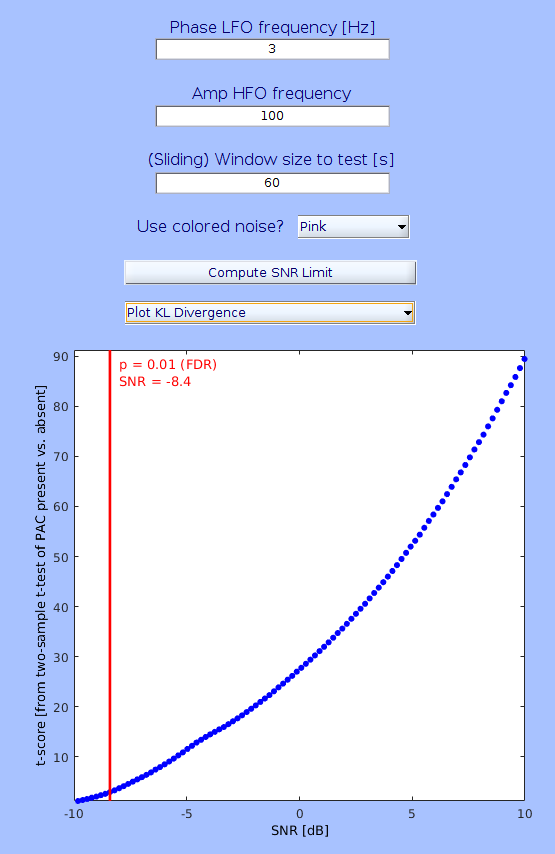 Phase LFO frequency [Hz]
3
Amp HFO frequency
100
(Sliding) Window size to test [s]
60
Use colored noise? Pink
Compute SNR Limit
Plot KL Divergence
p = 0.01 (FDR)
SNR = -8.4
90
80
70
60
50
40
30
20
10
t-score [from two-sample t-test of PAC present vs. absent]
-10 -5 0 5 10
SNR [dB]